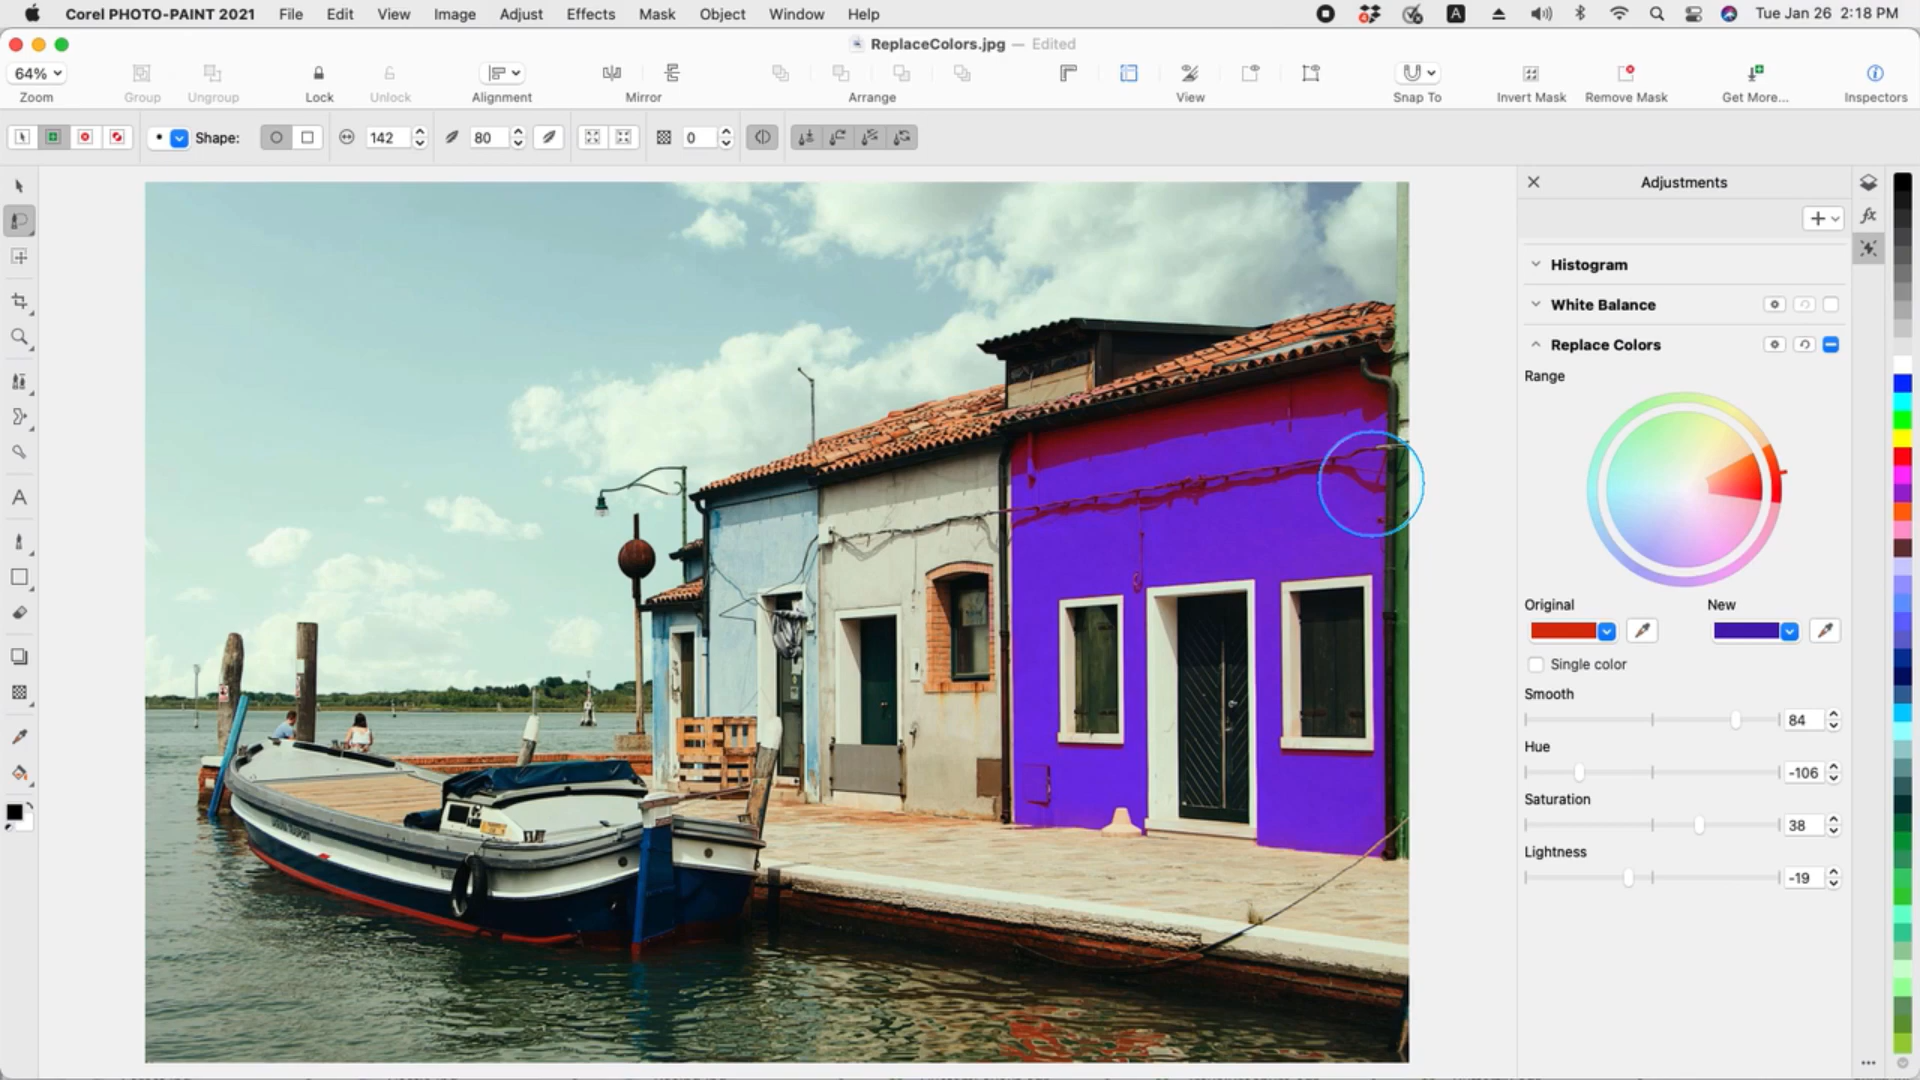 Corel PHOTO-PAINT 2021 File Edit View Image Adjust Effects Mask Object Window Help
4 A Tue Jan 26 2:18 PM
ReplaceColors.jpg — Edited
64%
Zoom Group Ungroup Lock Unlock Alignment Mirror Arrange View Snap To Invert Mask Remove Mask Get More... Inspectors
Shape: 142 80 0
Adjustments
fx
Histogram
White Balance
Replace Colors
Range
Original New
Single color
Smooth
84
Hue
-106
Saturation
38
Lightness
-19
A